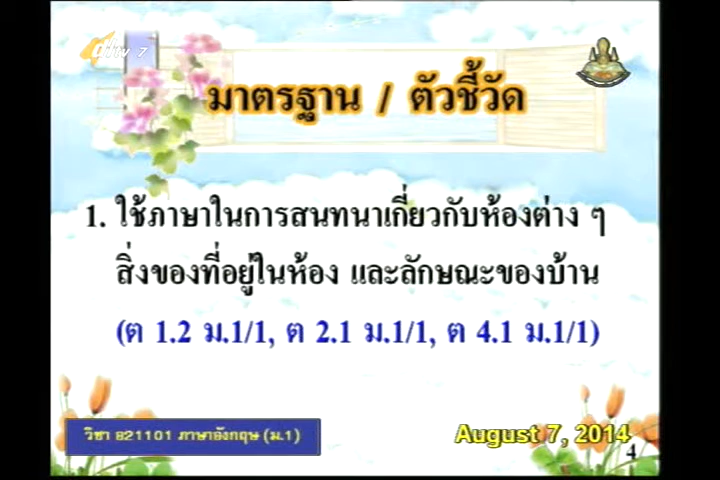 มาตรฐาน / ตัวชี้วัด
1. ใช้ภาษาในการสนทนาเกี่ยวกับห้องต่าง ๆ
สิ่งของที่อยู่ในห้อง และลักษณะของบ้าน
(ต 1.2 ม.1/1, ต 2.1 ม.1/1, ต 4.1 ม.1/1)
วิชา อ21101 ภาษาอังกฤษ (ม.1)
August 7, 2014
4